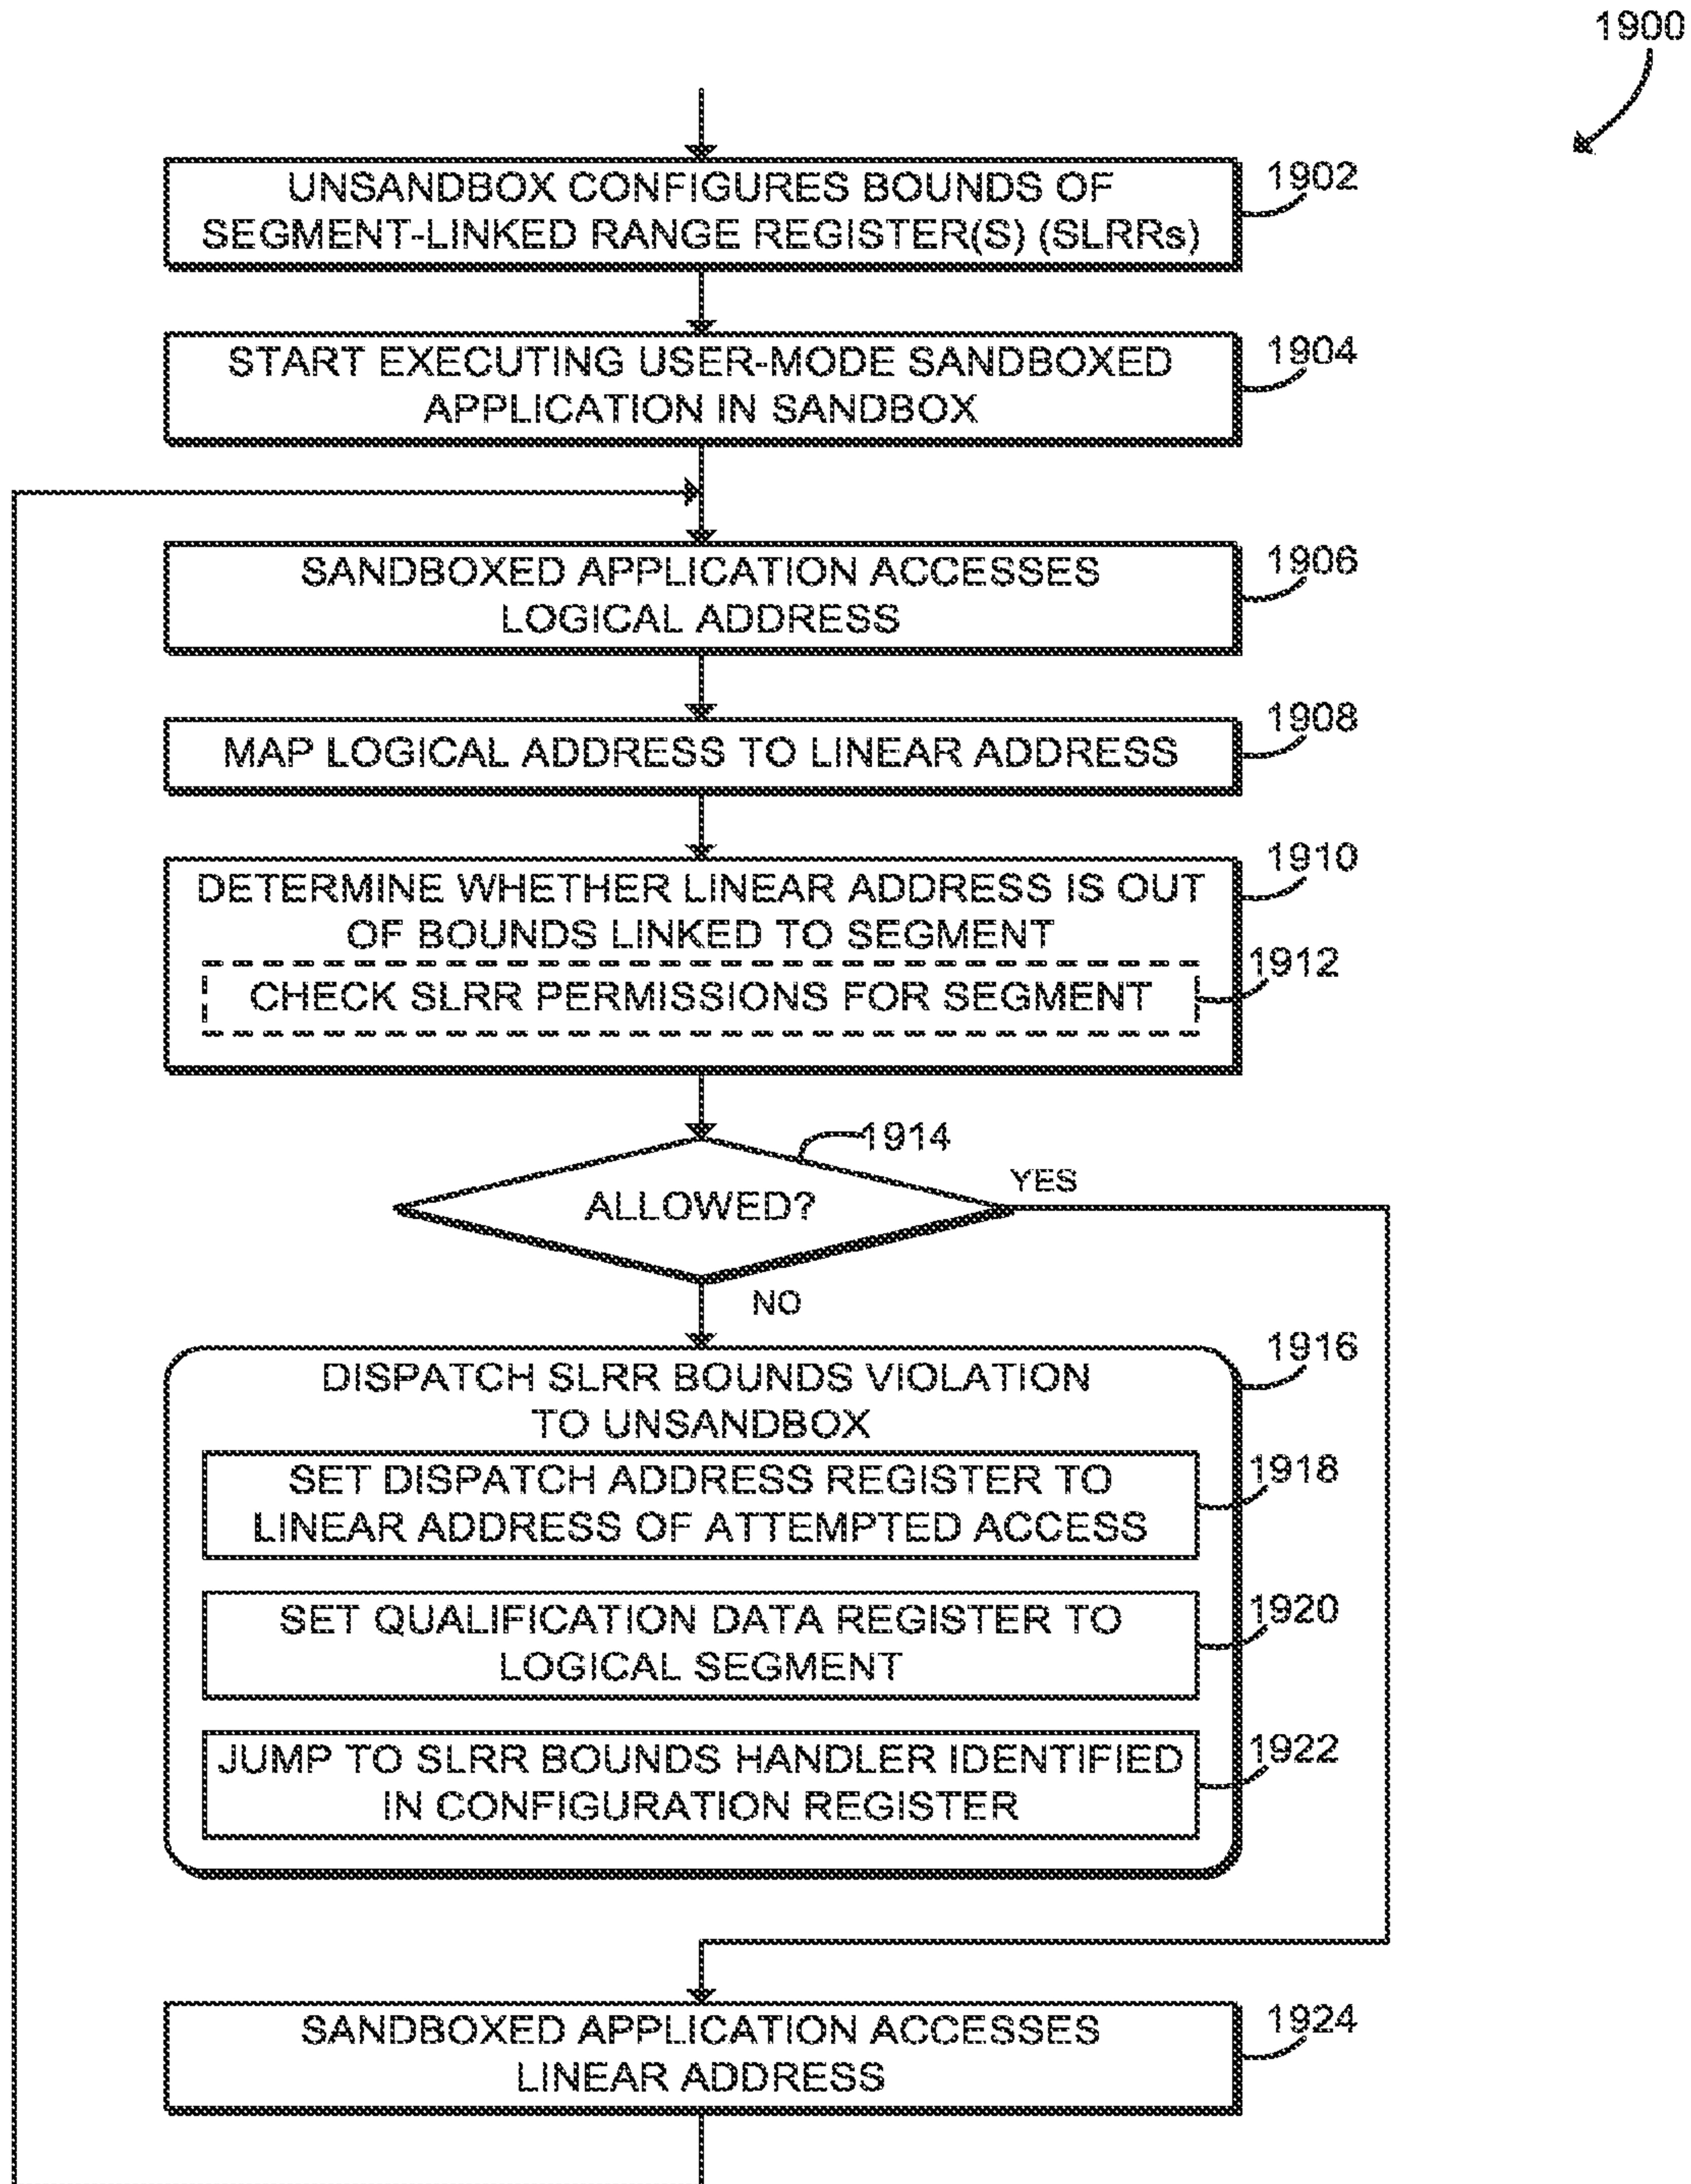 1900
UNSANDBOX CONFIGURES BOUNDS OF
SEGMENT-LINKED RANGE REGISTER(S) (SLRRs)
1902
START EXECUTING USER-MODE SANDBOXED
APPLICATION IN SANDBOX
1904
SANDBOXED APPLICATION ACCESSES
LOGICAL ADDRESS
1906
MAP LOGICAL ADDRESS TO LINEAR ADDRESS
1908
DETERMINE WHETHER LINEAR ADDRESS IS OUT
OF BOUNDS LINKED TO SEGMENT
1910
CHECK SLRR PERMISSIONS FOR SEGMENT
1912
1914
ALLOWED?
YES
NO
DISPATCH SLRR BOUNDS VIOLATION
TO UNSANDBOX
1916
SET DISPATCH ADDRESS REGISTER TO
LINEAR ADDRESS OF ATTEMPTED ACCESS
1918
SET QUALIFICATION DATA REGISTER TO
LOGICAL SEGMENT
1920
JUMP TO SLRR BOUNDS HANDLER IDENTIFIED
IN CONFIGURATION REGISTER
1922
SANDBOXED APPLICATION ACCESSES
LINEAR ADDRESS
1924